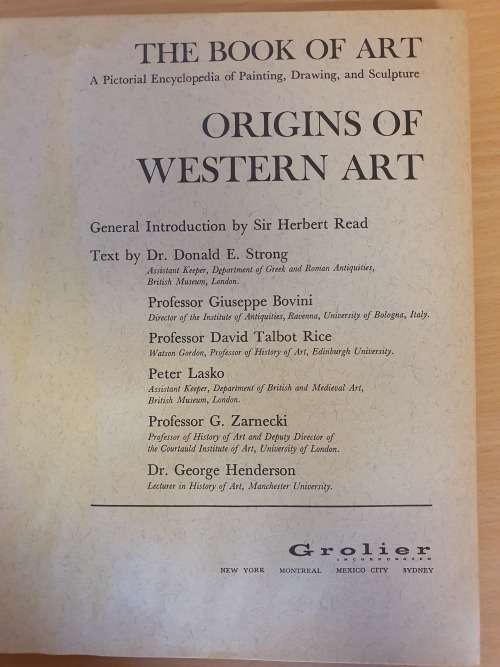 THE BOOK OF ART
A Pictorial Encyclopedia of Painting, Drawing, and Sculpture
ORIGINS OF
WESTERN ART
General Introduction by Sir Herbert Read
Text by Dr. Donald E. Strong
Assistant Keeper, Department of Greek and Roman Antiquities,
British Museum, London.
Professor Giuseppe Bovini
Director of the Institute of Antiquities, Ravenna, University of Bologna, Italy.
Professor David Talbot Rice
Watson Gordon, Professor of History of Art, Edinburgh University.
Peter Lasko
Assistant Keeper, Department of British and Medieval Art,
British Museum, London.
Professor G. Zarnecki
Professor of History of Art and Deputy Director of
the Courtauld Institute of Art, University of London.
Dr. George Henderson
Lecturer in History of Art, Manchester University.
Grolier
INCORPORATED
NEW YORK MONTREAL MEXICO CITY SYDNEY